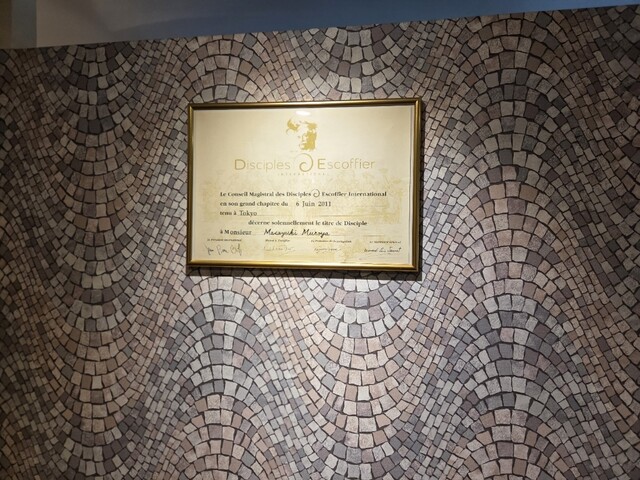 Disciples Escoffier
INTERNATIONAL
Le Conseil Magistral des Disciples Escoffier International
en son grand chapitre du 6 Juin 2011
tenu à Tokyo
décerne solennellement le titre de Disciple
à Monsieur Masayuki Muroya